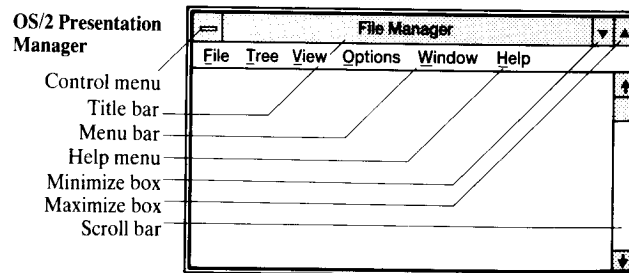 OS/2 Presentation
Manager
File Manager
File Tree View Options Window Help
Control menu
Title bar
Menu bar
Help menu
Minimize box
Maximize box
Scroll bar